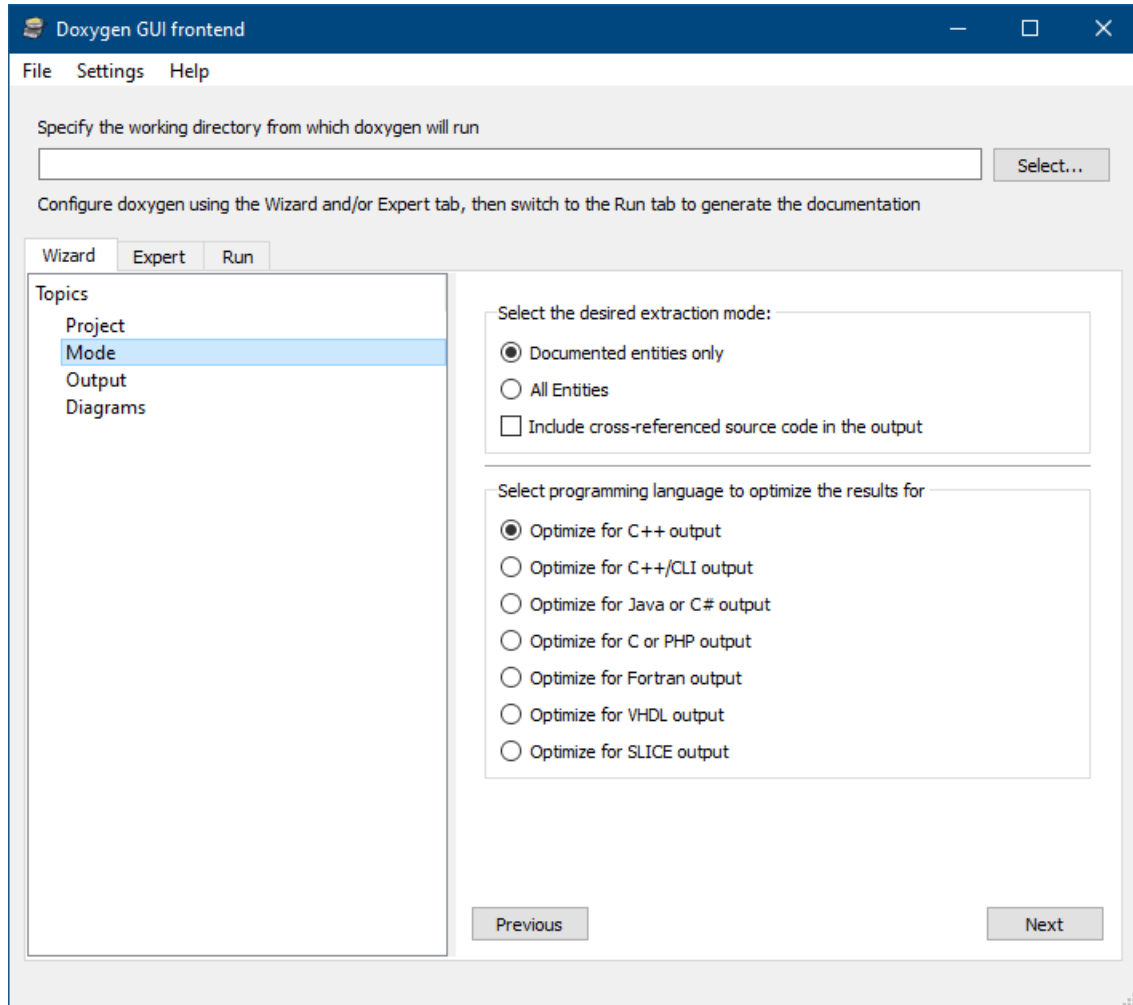 Doxygen GUI frontend
File Settings Help
Specify the working directory from which doxygen will run
Select...
Configure doxygen using the Wizard and/or Expert tab, then switch to the Run tab to generate the documentation
Wizard Expert Run
Topics
Project
Mode
Output
Diagrams
Select the desired extraction mode:
Documented entities only
All Entities
Include cross-referenced source code in the output
Select programming language to optimize the results for
Optimize for C++ output
Optimize for C++/CLI output
Optimize for Java or C# output
Optimize for C or PHP output
Optimize for Fortran output
Optimize for VHDL output
Optimize for SLICE output
Previous Next